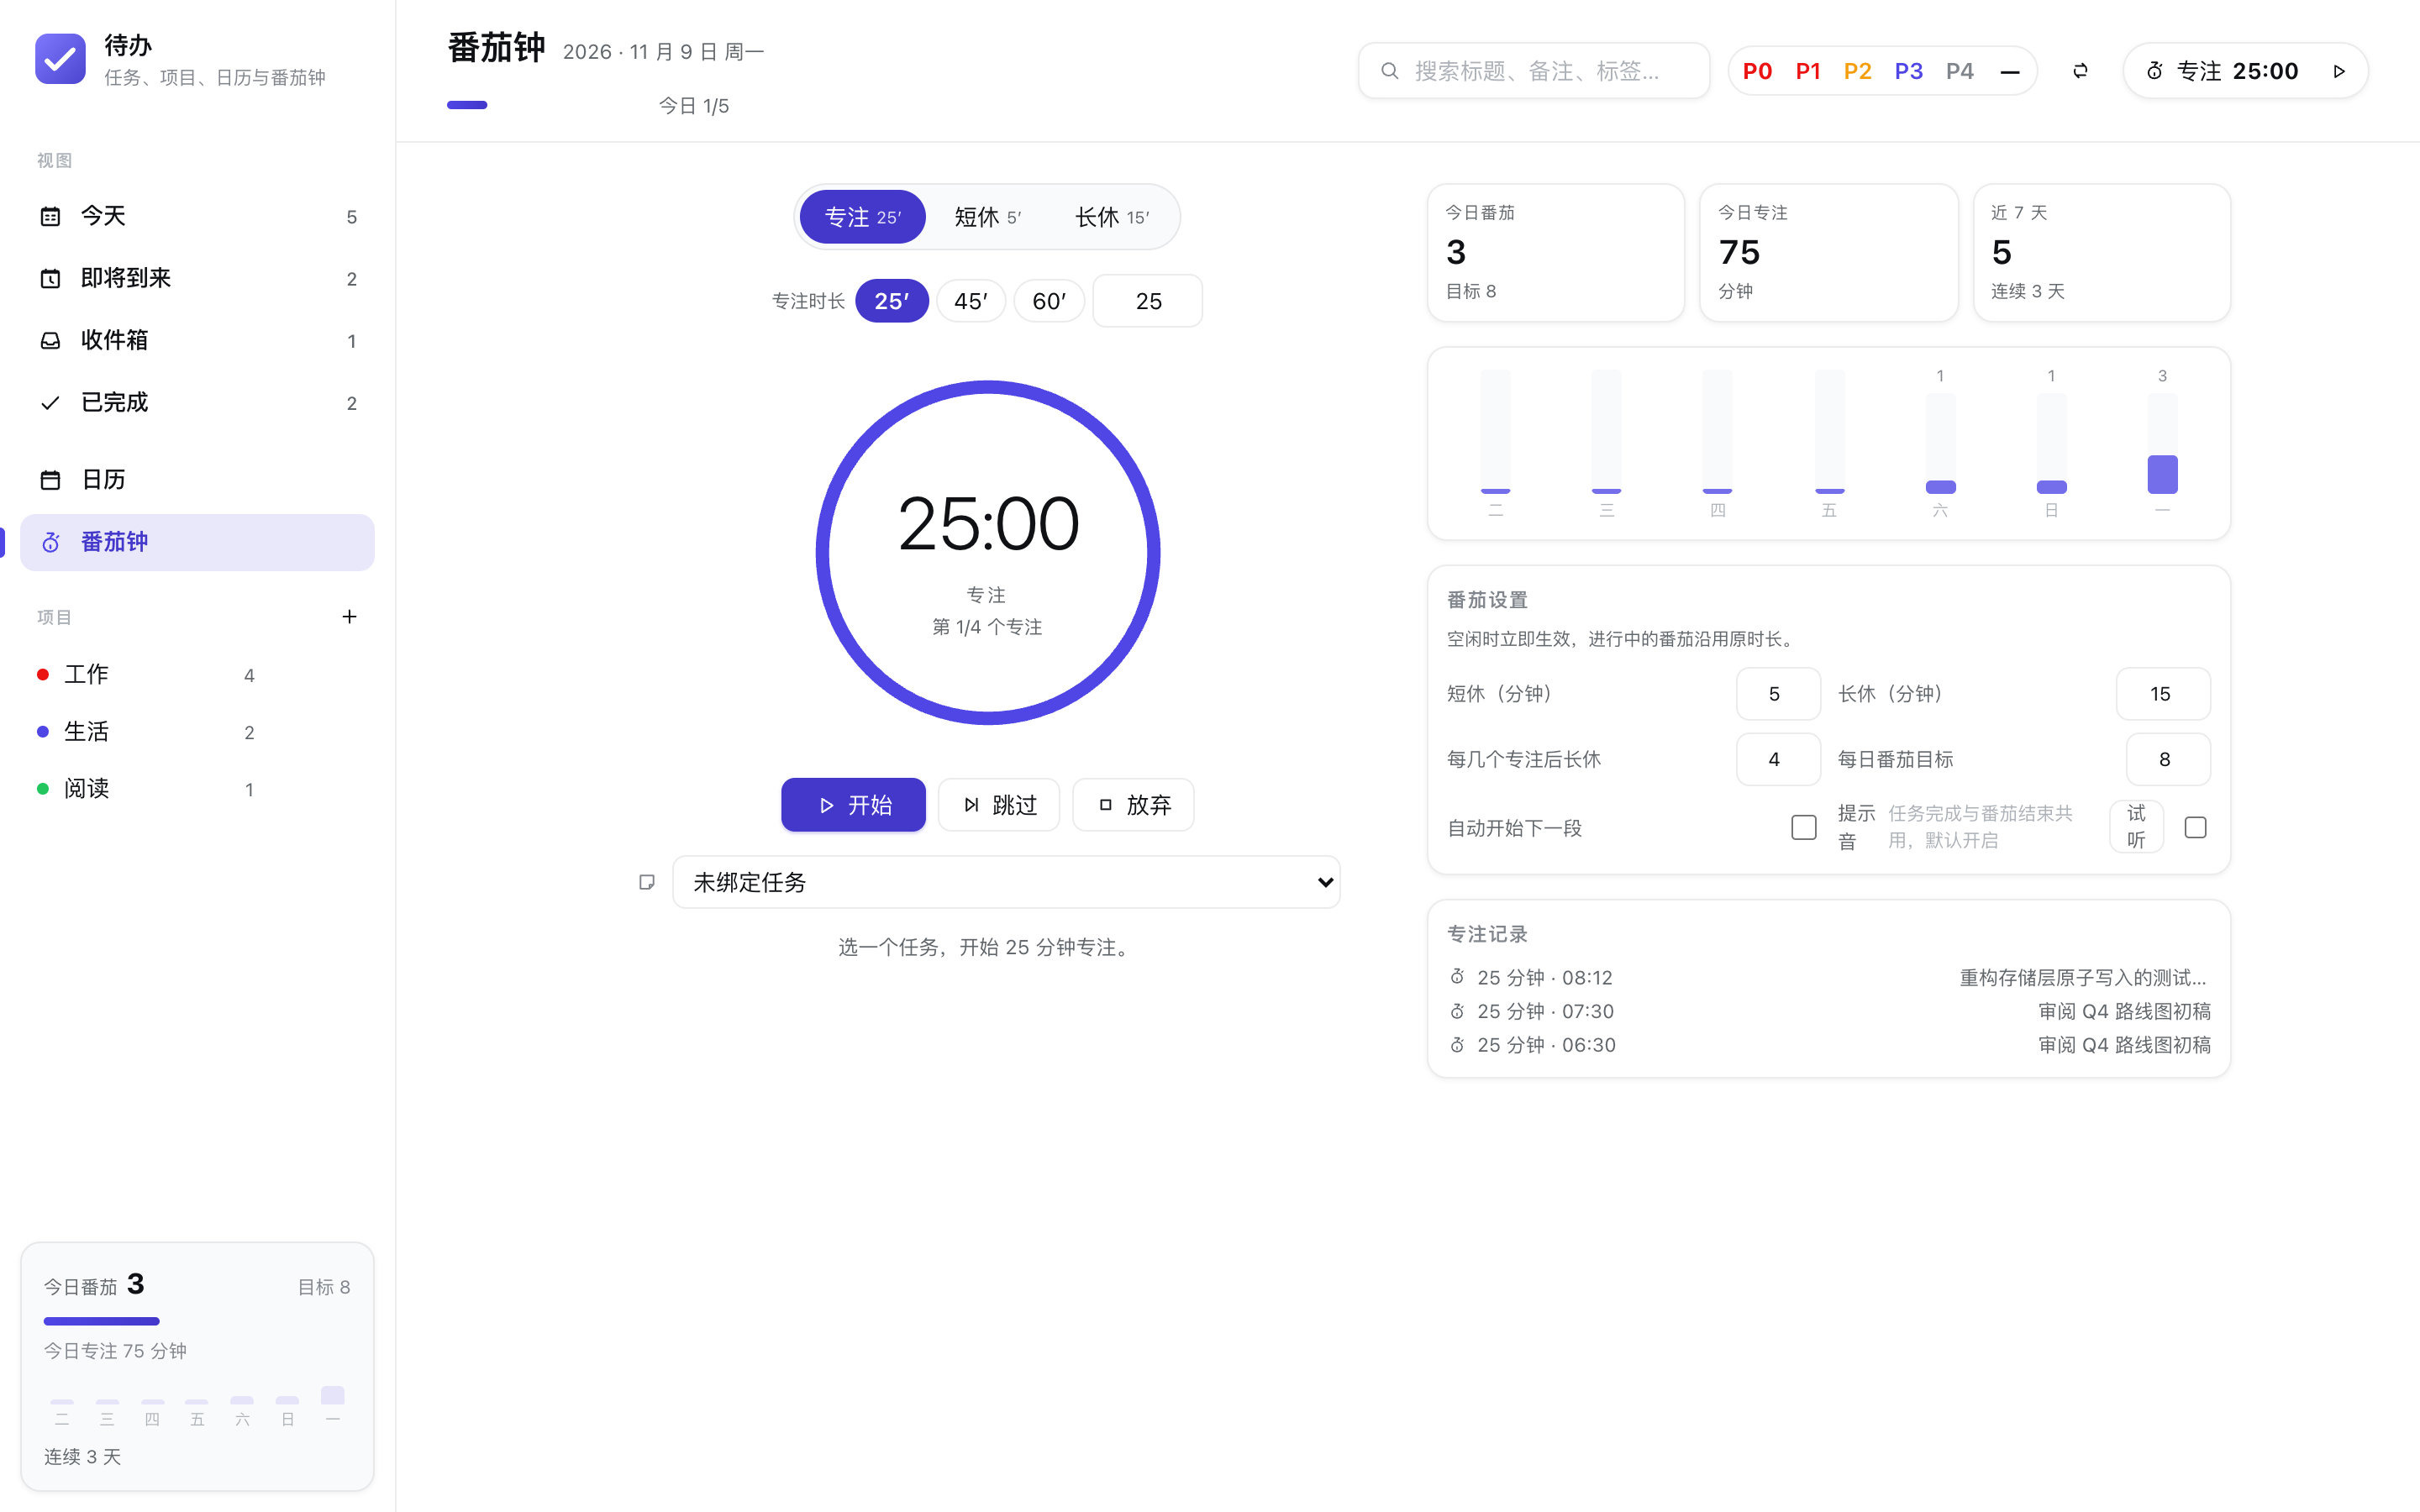 待办
任务、项目、日历与番茄钟
视图
今天 5
即将到来 2
收件箱 1
已完成 2
日历
番茄钟
项目
工作 4
生活 2
阅读 1
今日番茄 3 目标 8
今日专注 75 分钟
二 三 四 五 六 日 一
连续 3 天
番茄钟 2026 · 11 月 9 日 周一
今日 1/5
搜索标题、备注、标签...
P0 P1 P2 P3 P4 —
专注 25:00
专注 25′ 短休 5′ 长休 15′
专注时长 25′ 45′ 60′ 25
25:00
专注
第 1/4 个专注
开始 跳过 放弃
未绑定任务
选一个任务，开始 25 分钟专注。
今日番茄
3
目标 8
今日专注
75
分钟
近 7 天
5
连续 3 天
1 1 3
二 三 四 五 六 日 一
番茄设置
空闲时立即生效，进行中的番茄沿用原时长。
短休（分钟） 5 长休（分钟） 15
每几个专注后长休 4 每日番茄目标 8
自动开始下一段
提示
音
任务完成与番茄结束共
用，默认开启
试
听
专注记录
25 分钟 · 08:12 重构存储层原子写入的测试...
25 分钟 · 07:30 审阅 Q4 路线图初稿
25 分钟 · 06:30 审阅 Q4 路线图初稿